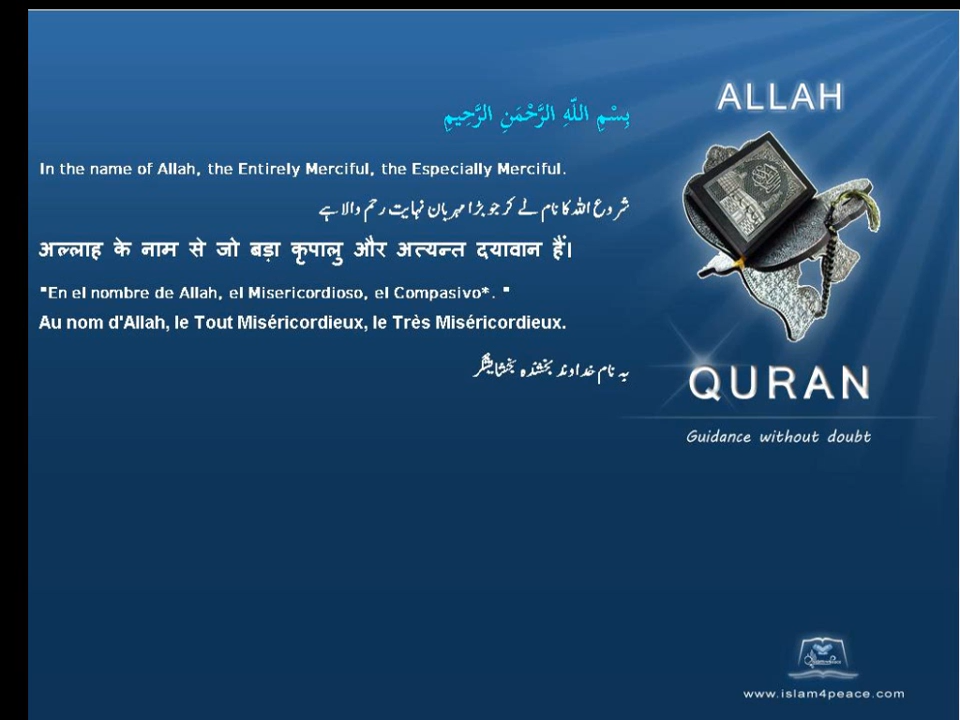 بِسْمِ اللّهِ الرَّحْمَنِ الرَّحِيمِ
In the name of Allah, the Entirely Merciful, the Especially Merciful.
شروع الله کا نام لے کر جو بڑا مہربان نہایت رحم والا ہے
अल्लाह के नाम से जो बड़ा कृपालु और अत्यन्त दयावान हैं।
"En el nombre de Allah, el Misericordioso, el Compasivo*. "
Au nom d'Allah, le Tout Miséricordieux, le Très Miséricordieux.
به نام خداوند بخشنده بخشایشگر
ALLAH
QURAN
Guidance without doubt
www.islam4peace.com